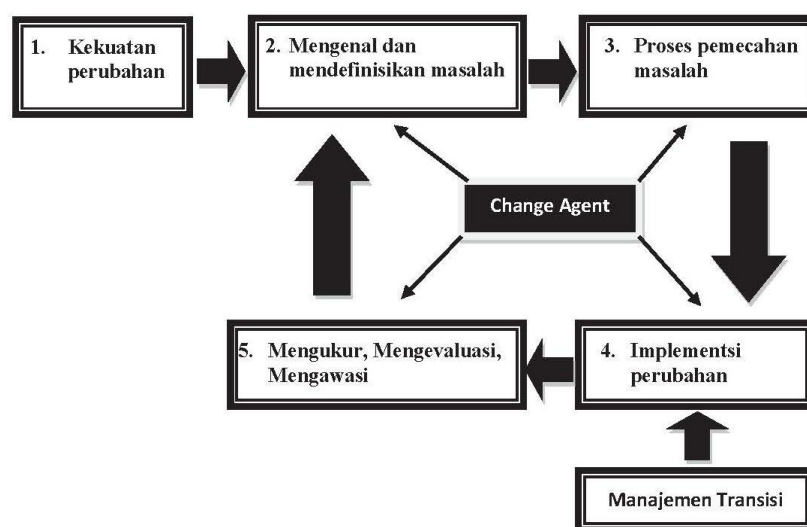 1. Kekuatan
perubahan
2. Mengenal dan
mendefinisikan masalah
3. Proses pemecahan
masalah
Change Agent
5. Mengukur, Mengevaluasi,
Mengawasi
4. Implementsi
perubahan
Manajemen Transisi